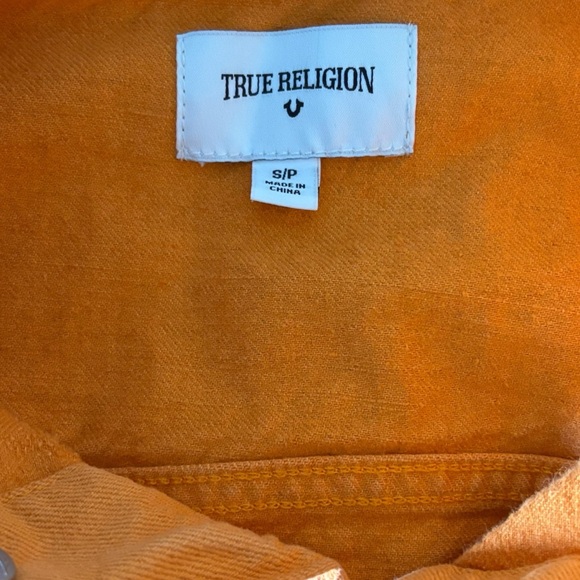 TRUE RELIGION
S/P
MADE IN
CHINA